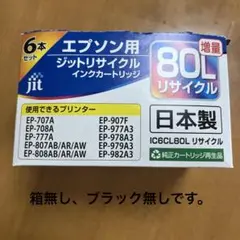 6本セット
エプソン用
ジットリサイクル
インクカートリッジ
増量
80L
リサイクル
jit
使用できるプリンター
EP-707A
EP-708A
EP-777A
EP-807AB/AR/AW
EP-808AB/AR/AW
EP-907F
EP-977A3
EP-978A3
EP-979A3
EP-982A3
日本製
IC6CL80L リサイクル
純正カートリッジ再生品
箱無し、ブラック無しです。